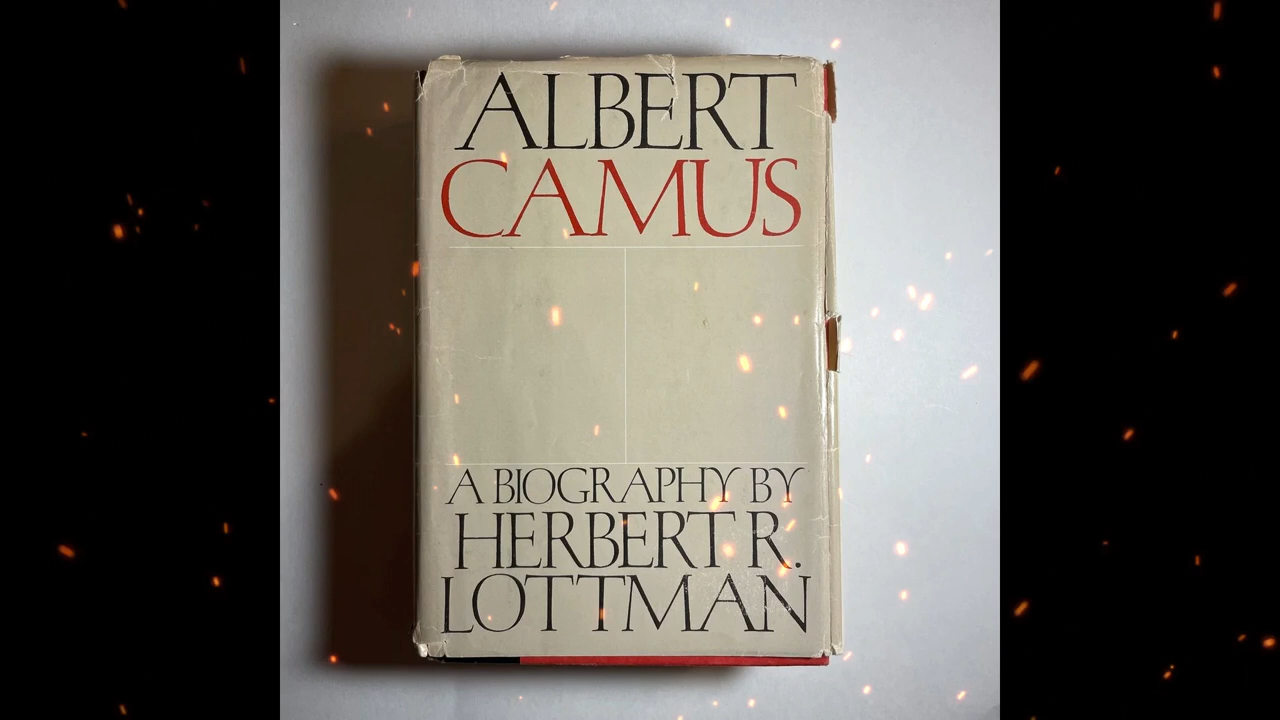 ALBERT
CAMUS
A BIOGRAPHY BY
HERBERT R.
LOTTMAN